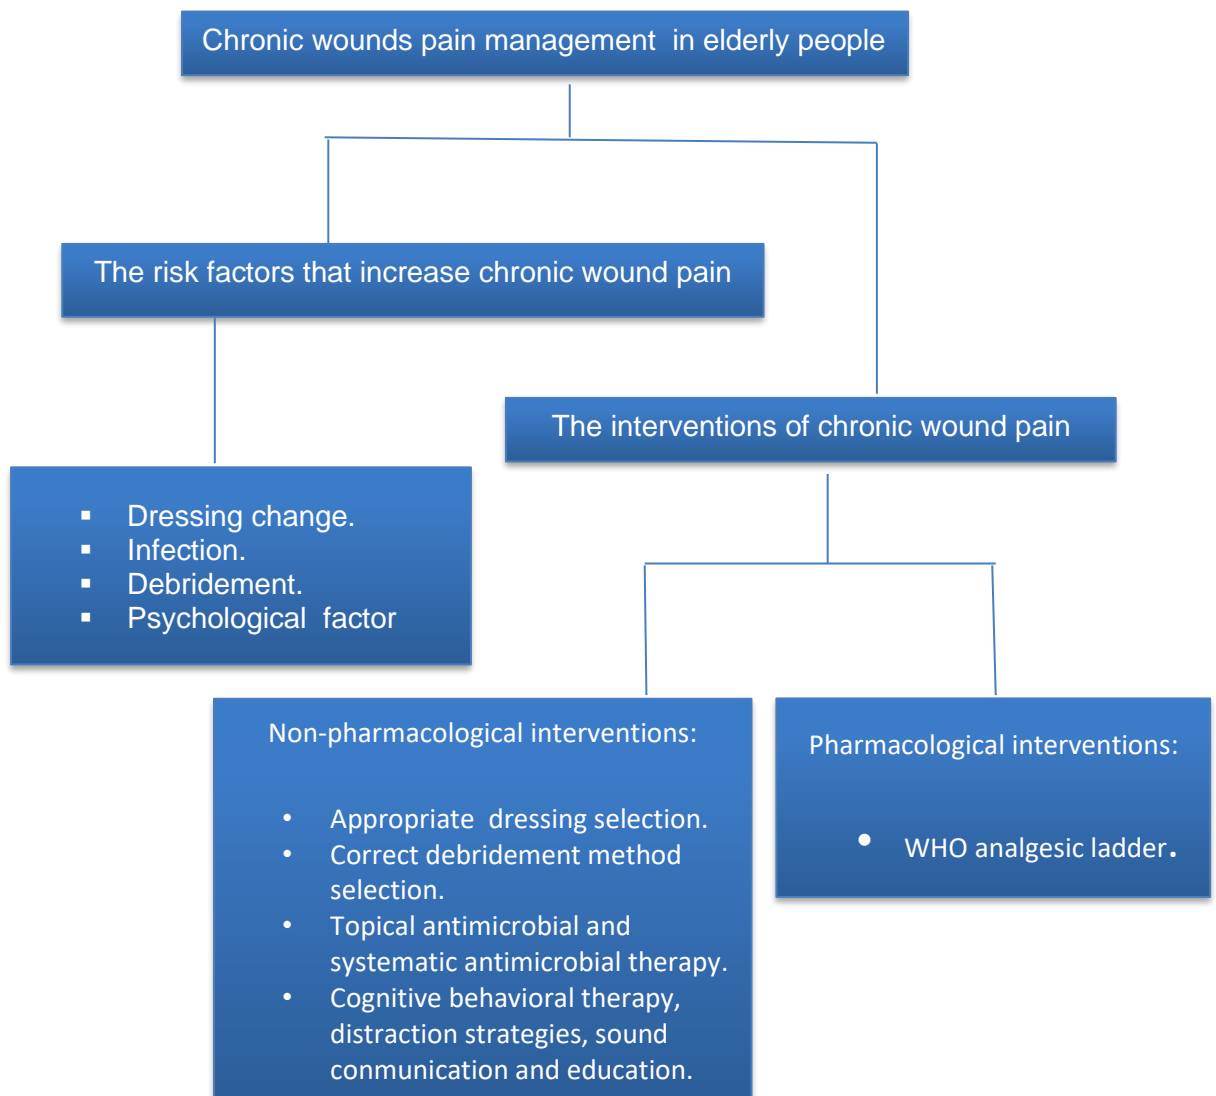 Chronic wounds pain management  in elderly people
The risk factors that increase chronic wound pain
The interventions of chronic wound pain
▪ Dressing change.
▪ Infection.
▪ Debridement.
▪ Psychological  factor
Non-pharmacological interventions:
• Appropriate  dressing selection.
• Correct debridement method
selection.
• Topical antimicrobial and
systematic antimicrobial therapy.
• Cognitive behavioral therapy,
distraction strategies, sound
conmunication and education.
Pharmacological interventions:
• WHO analgesic ladder.